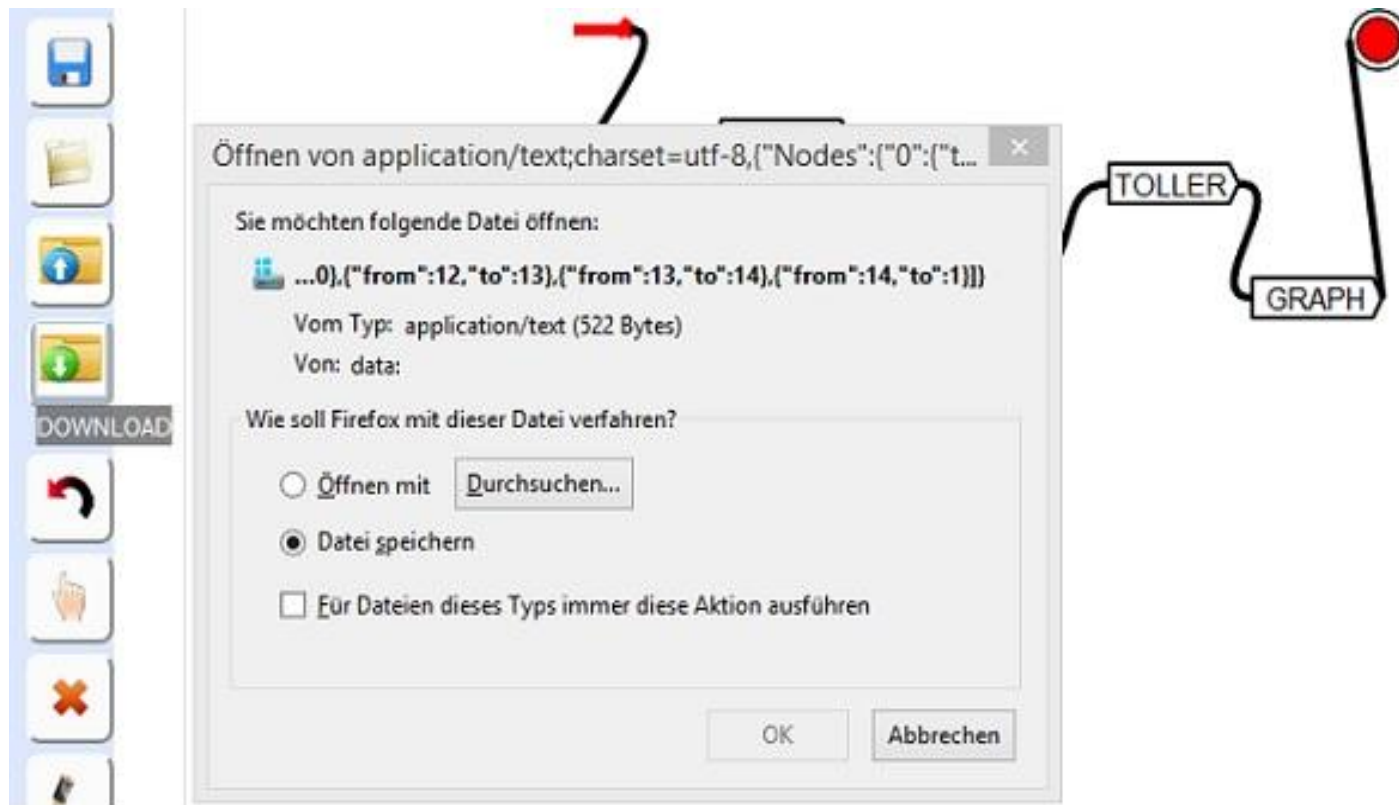 Öffnen von application/text;charset=utf-8,{"Nodes":{"0":{"t...
TOLLER
GRAPH
Sie möchten folgende Datei öffnen:
...0},{"from":12,"to":13},{"from":13,"to":14},{"from":14,"to":1}]}
Vom Typ: application/text (522 Bytes)
Von: data:
DOWNLOAD
Wie soll Firefox mit dieser Datei verfahren?
Öffnen mit Durchsuchen...
Datei speichern
Für Dateien dieses Typs immer diese Aktion ausführen
OK Abbrechen